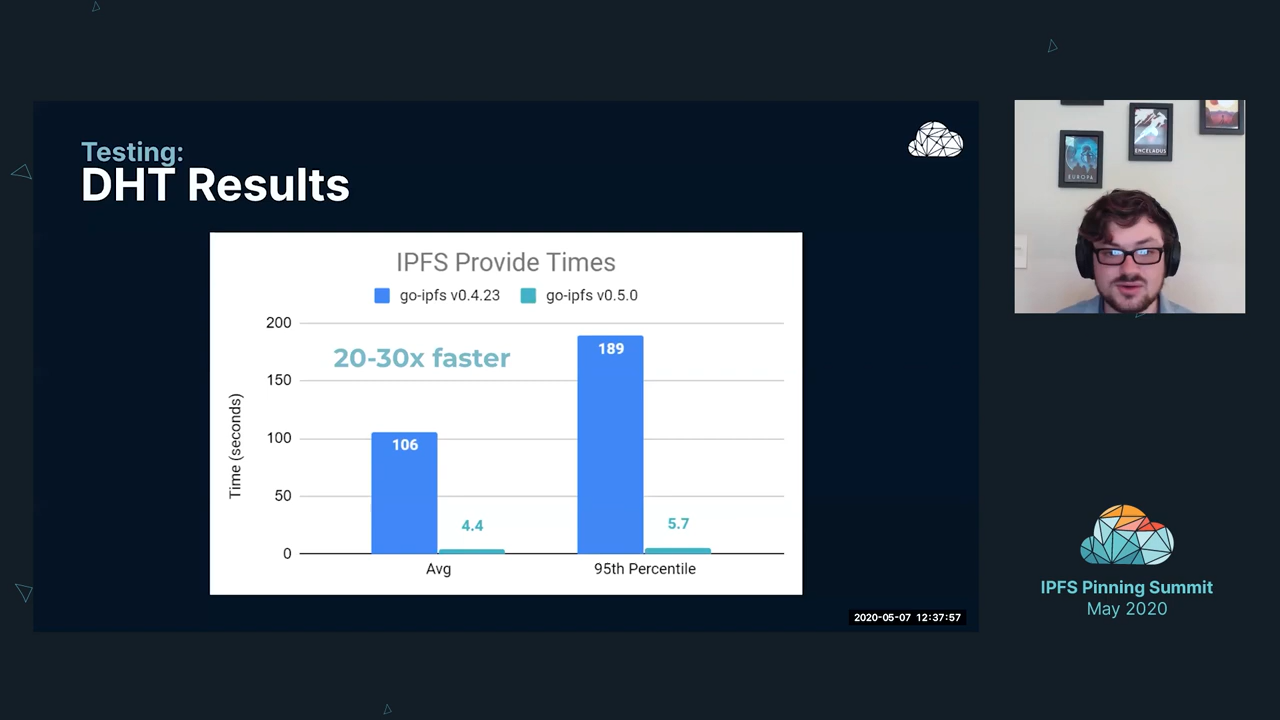 Testing:
DHT Results
IPFS Provide Times
go-ipfs v0.4.23 go-ipfs v0.5.0
Time (seconds)
200
150
100
50
0
20-30x faster
106
4.4
189
5.7
Avg
95th Percentile
2020-05-07 12:37:57
EUROPA
ENCELADUS
IPFS Pinning Summit
May 2020